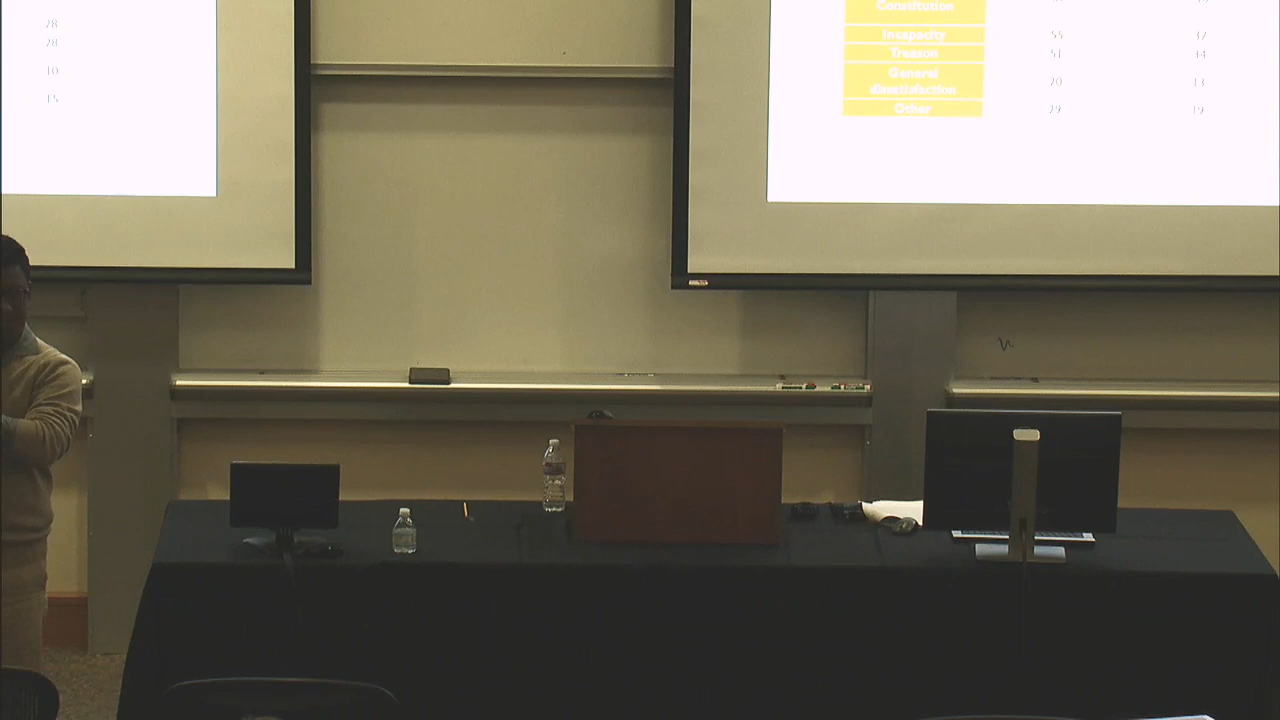 28
28
10
15
Constitution
Incapacity 55 37
Treason 51 34
General
dissatisfaction 20 13
Other 29 19